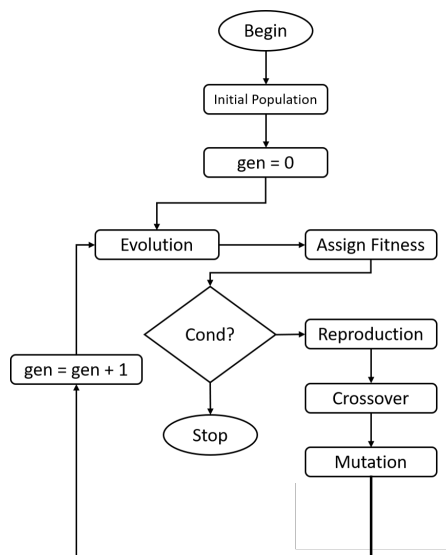 Begin
Initial Population
gen = 0
Evolution
Assign Fitness
Cond?
Reproduction
gen = gen + 1
Crossover
Stop
Mutation